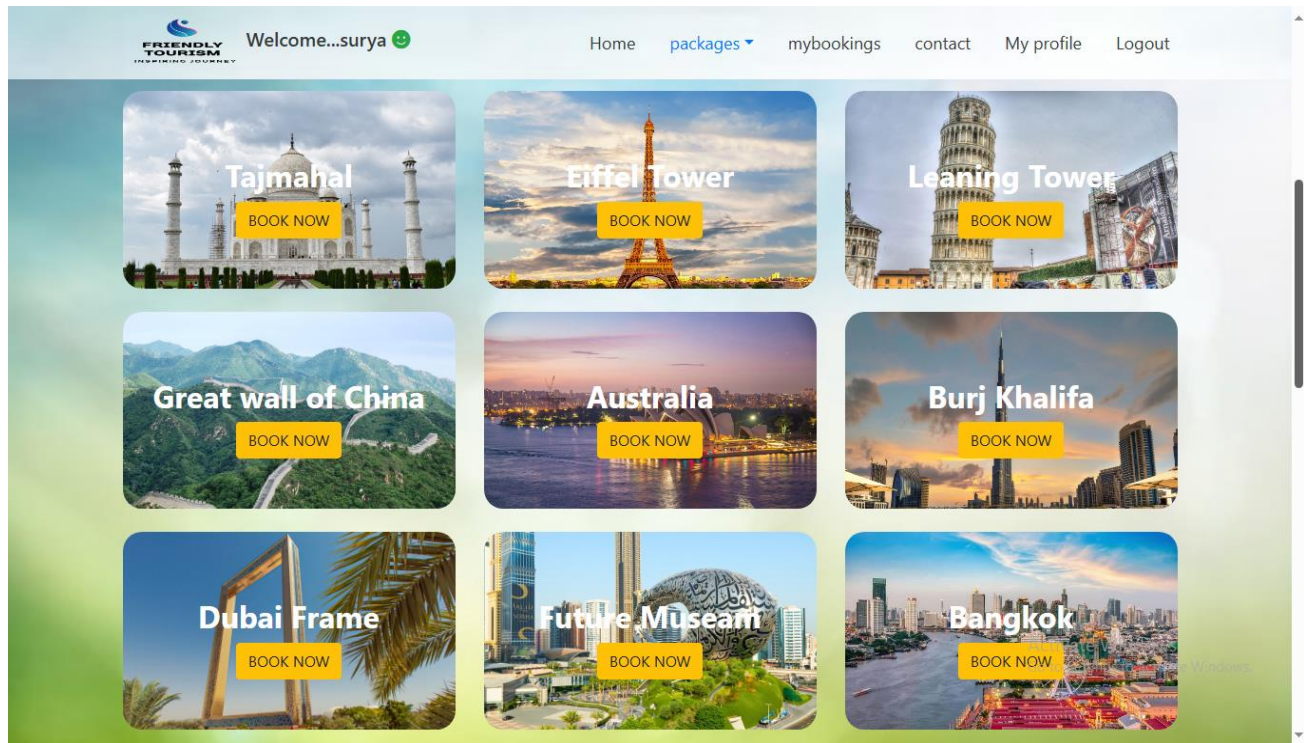 FRIENDLY
TOURISM
INSPIRING JOURNEY
Welcome...surya
Home packages mybookings contact My profile Logout
Tajmahal
BOOK NOW
Eiffel Tower
BOOK NOW
Leaning Tower
BOOK NOW
Great wall of China
BOOK NOW
Australia
BOOK NOW
Burj Khalifa
BOOK NOW
Dubai Frame
BOOK NOW
Future Museam
BOOK NOW
Bangkok
BOOK NOW
Windows.